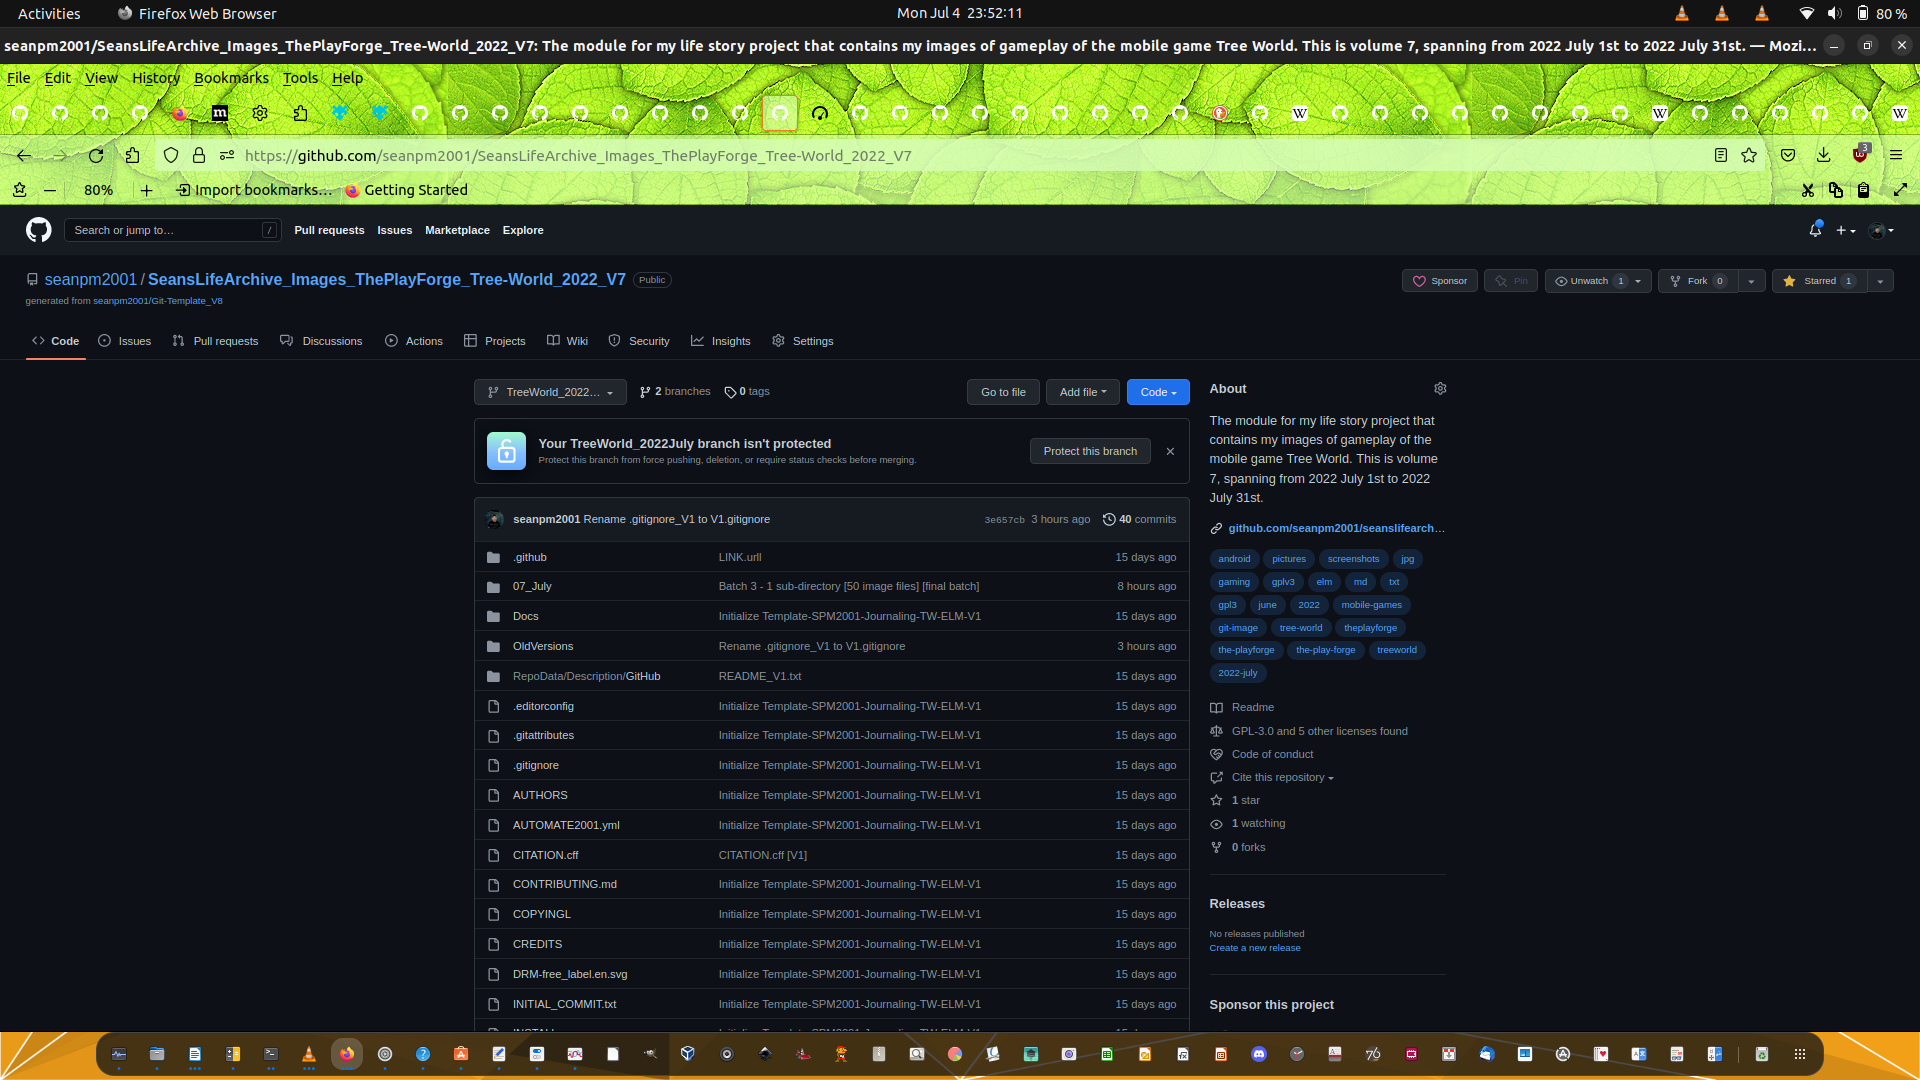 Activities
Firefox Web Browser
Mon Jul 4 23:52:11
80 %
seanpm2001/SeansLifeArchive_Images_ThePlayForge_Tree-World_2022_V7: The module for my life story project that contains my images of gameplay of the mobile game Tree World. This is volume 7, spanning from 2022 July 1st to 2022 July 31st. — Mozi…
File Edit View History Bookmarks Tools Help
https://github.com/seanpm2001/SeansLifeArchive_Images_ThePlayForge_Tree-World_2022_V7
3
80%
Import bookmarks…
Getting Started
Search or jump to…
/
Pull requests Issues Marketplace Explore
seanpm2001 / SeansLifeArchive_Images_ThePlayForge_Tree-World_2022_V7 Public
generated from seanpm2001/Git-Template_V8
Sponsor
Pin
Unwatch 1
Fork 0
Starred 1
Code Issues Pull requests Discussions Actions Projects Wiki Security Insights Settings
TreeWorld_2022…
2 branches
0 tags
Go to file
Add file
Code
Your TreeWorld_2022July branch isn't protected
Protect this branch from force pushing, deletion, or require status checks before merging.
Protect this branch
seanpm2001 Rename .gitignore_V1 to V1.gitignore 3e657cb 3 hours ago 40 commits
.github LINK.urll 15 days ago
07_July Batch 3 - 1 sub-directory [50 image files] [final batch] 8 hours ago
Docs Initialize Template-SPM2001-Journaling-TW-ELM-V1 15 days ago
OldVersions Rename .gitignore_V1 to V1.gitignore 3 hours ago
RepoData/Description/GitHub README_V1.txt 15 days ago
.editorconfig Initialize Template-SPM2001-Journaling-TW-ELM-V1 15 days ago
.gitattributes Initialize Template-SPM2001-Journaling-TW-ELM-V1 15 days ago
.gitignore Initialize Template-SPM2001-Journaling-TW-ELM-V1 15 days ago
AUTHORS Initialize Template-SPM2001-Journaling-TW-ELM-V1 15 days ago
AUTOMATE2001.yml Initialize Template-SPM2001-Journaling-TW-ELM-V1 15 days ago
CITATION.cff CITATION.cff [V1] 15 days ago
CONTRIBUTING.md Initialize Template-SPM2001-Journaling-TW-ELM-V1 15 days ago
COPYINGL Initialize Template-SPM2001-Journaling-TW-ELM-V1 15 days ago
CREDITS Initialize Template-SPM2001-Journaling-TW-ELM-V1 15 days ago
DRM-free_label.en.svg Initialize Template-SPM2001-Journaling-TW-ELM-V1 15 days ago
INITIAL_COMMIT.txt Initialize Template-SPM2001-Journaling-TW-ELM-V1 15 days ago
About
The module for my life story project that
contains my images of gameplay of the
mobile game Tree World. This is volume
7, spanning from 2022 July 1st to 2022
July 31st.
github.com/seanpm2001/seanslifearch…
android pictures screenshots jpg
gaming gplv3 elm md txt
gpl3 june 2022 mobile-games
git-image tree-world theplayforge
the-playforge the-play-forge treeworld
2022-july
Readme
GPL-3.0 and 5 other licenses found
Code of conduct
Cite this repository
1 star
1 watching
0 forks
Releases
No releases published
Create a new release
Sponsor this project